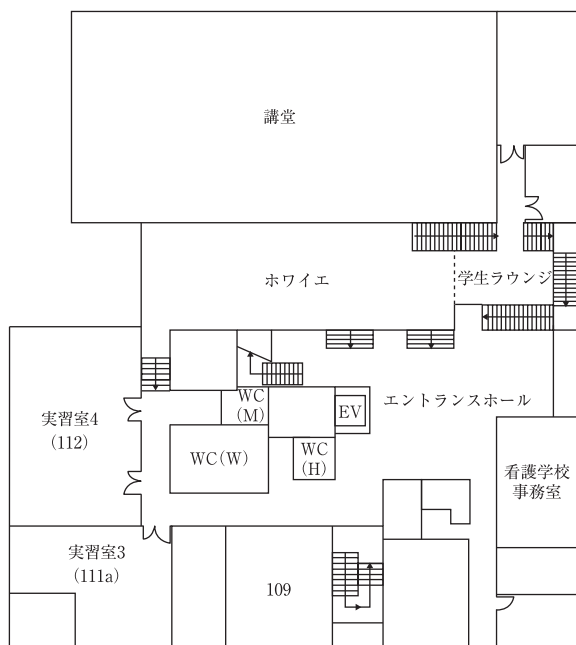 講堂
ホワイエ
学生ラウンジ
エントランスホール
EV
WC
(M)
WC(W)
WC
(H)
実習室4
(112)
看護学校
事務室
実習室3
(111a)
109